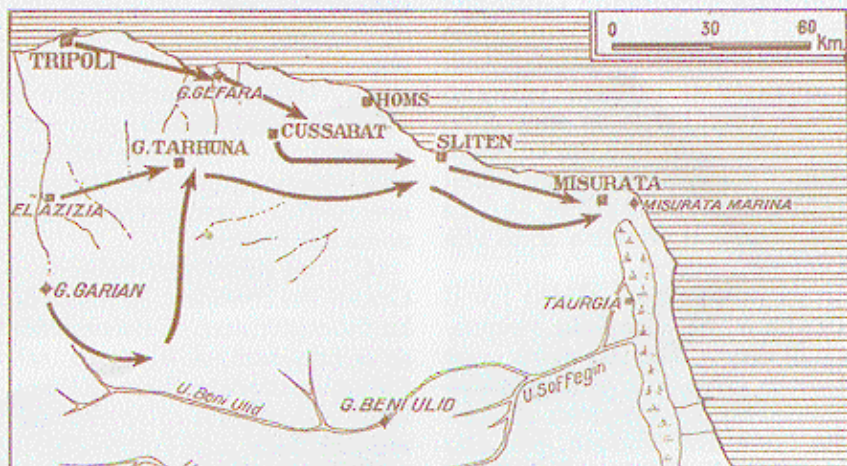 0 30 60
Km.
TRIPOLI
G.GEFARA
HOMS
CUSSABAT
G.TARHUNA
SLITEN
MISURATA
MISURATA MARINA
EL AZIZIA
G.GARIAN
TAURGIA
U.Beni Ulid
G.BENI ULID
U.Soffegin